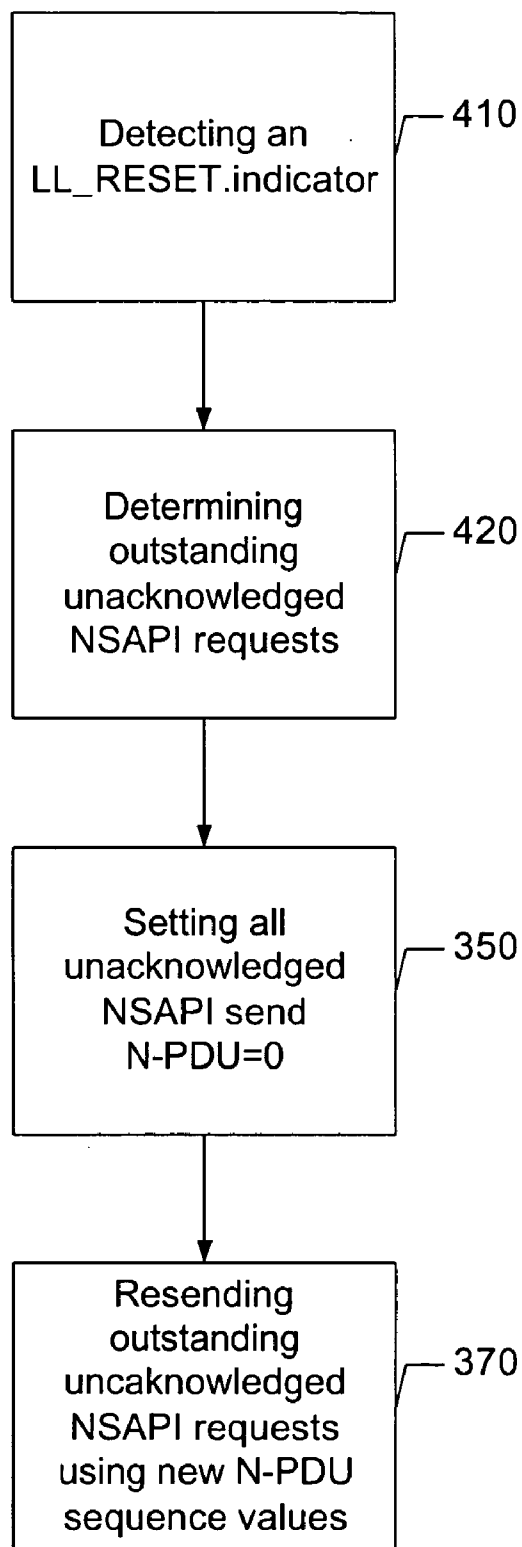 Detecting an
LL_RESET.indicator
410
Determining
outstanding
unacknowledged
NSAPI requests
420
Setting all
unacknowledged
NSAPI send
N-PDU=0
350
Resending
outstanding
uncaknowledged
NSAPI requests
using new N-PDU
sequence values
370